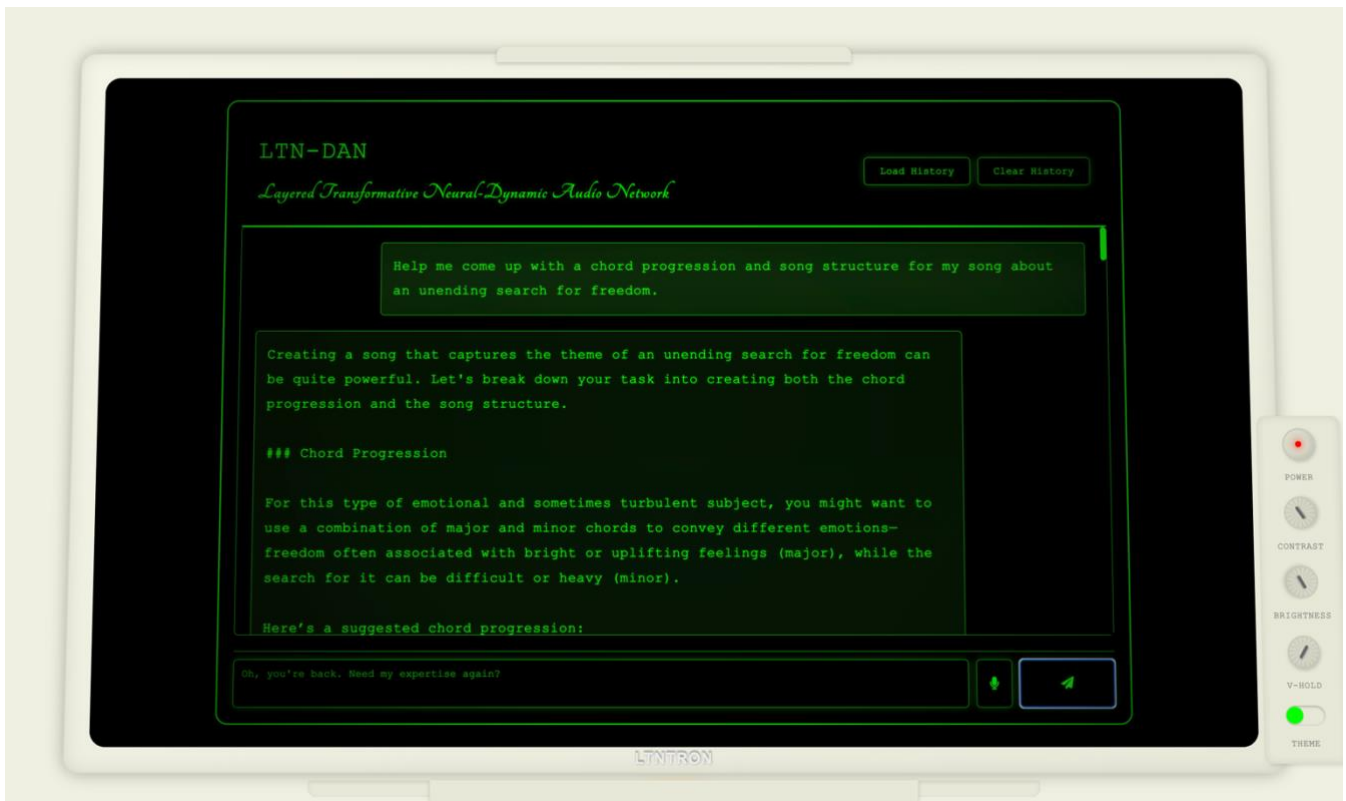 LTN-DAN
Layered Transformative Neural-Dynamic Audio Network
Load History
Clear History
Help me come up with a chord progression and song structure for my song about
an unending search for freedom.
Creating a song that captures the theme of an unending search for freedom can
be quite powerful. Let's break down your task into creating both the chord
progression and the song structure.
### Chord Progression
For this type of emotional and sometimes turbulent subject, you might want to
use a combination of major and minor chords to convey different emotions—
freedom often associated with bright or uplifting feelings (major), while the
search for it can be difficult or heavy (minor).
Here's a suggested chord progression:
Oh, you're back. Need my expertise again?
POWER
CONTRAST
BRIGHTNESS
V-HOLD
THEME
LTNTRON